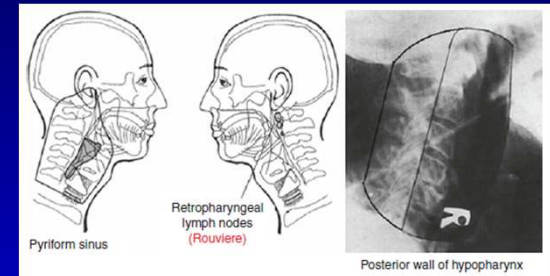 Pyriform sinus
Retropharyngeal
lymph nodes
(Rouviere)
Posterior wall of hypopharynx